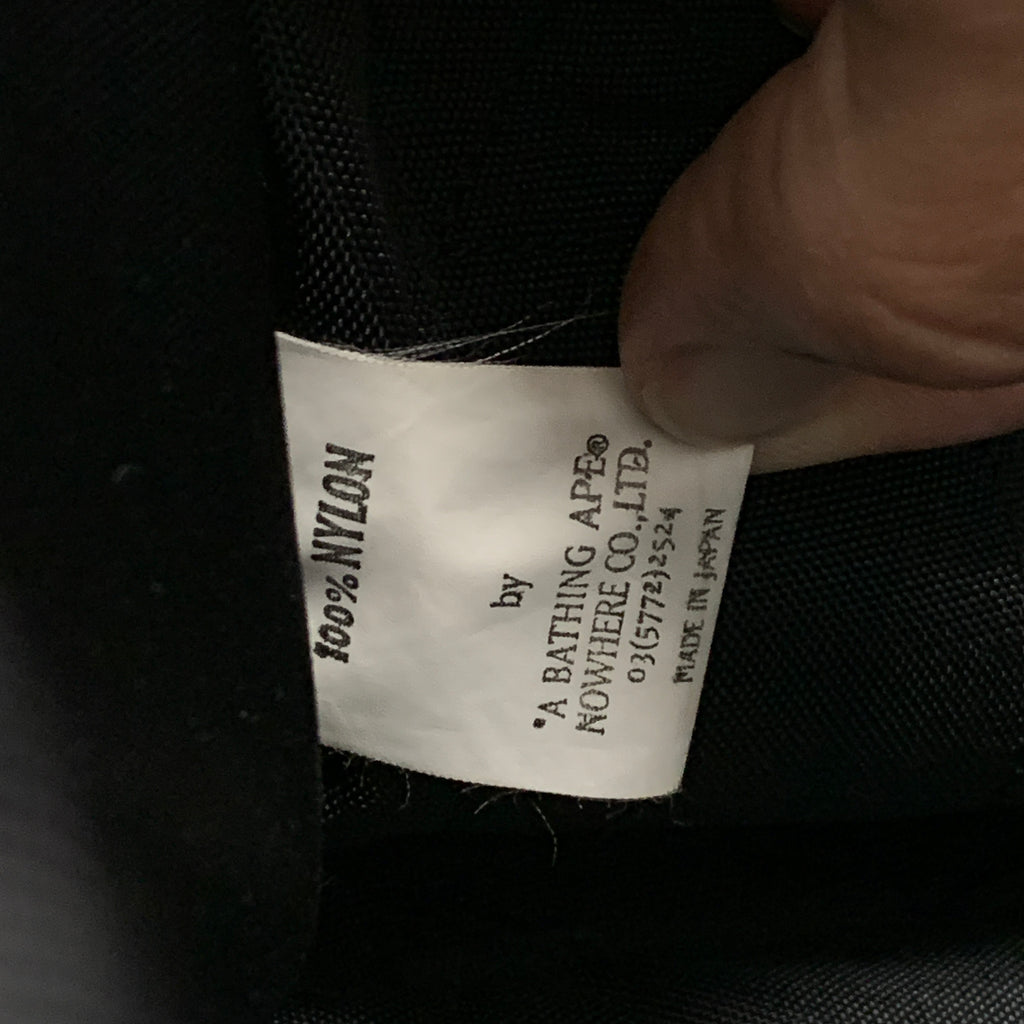 100% NYLON
by
•A BATHING APE®
NOWHERE CO.,LTD.
03(5772)2524
MADE IN JAPAN